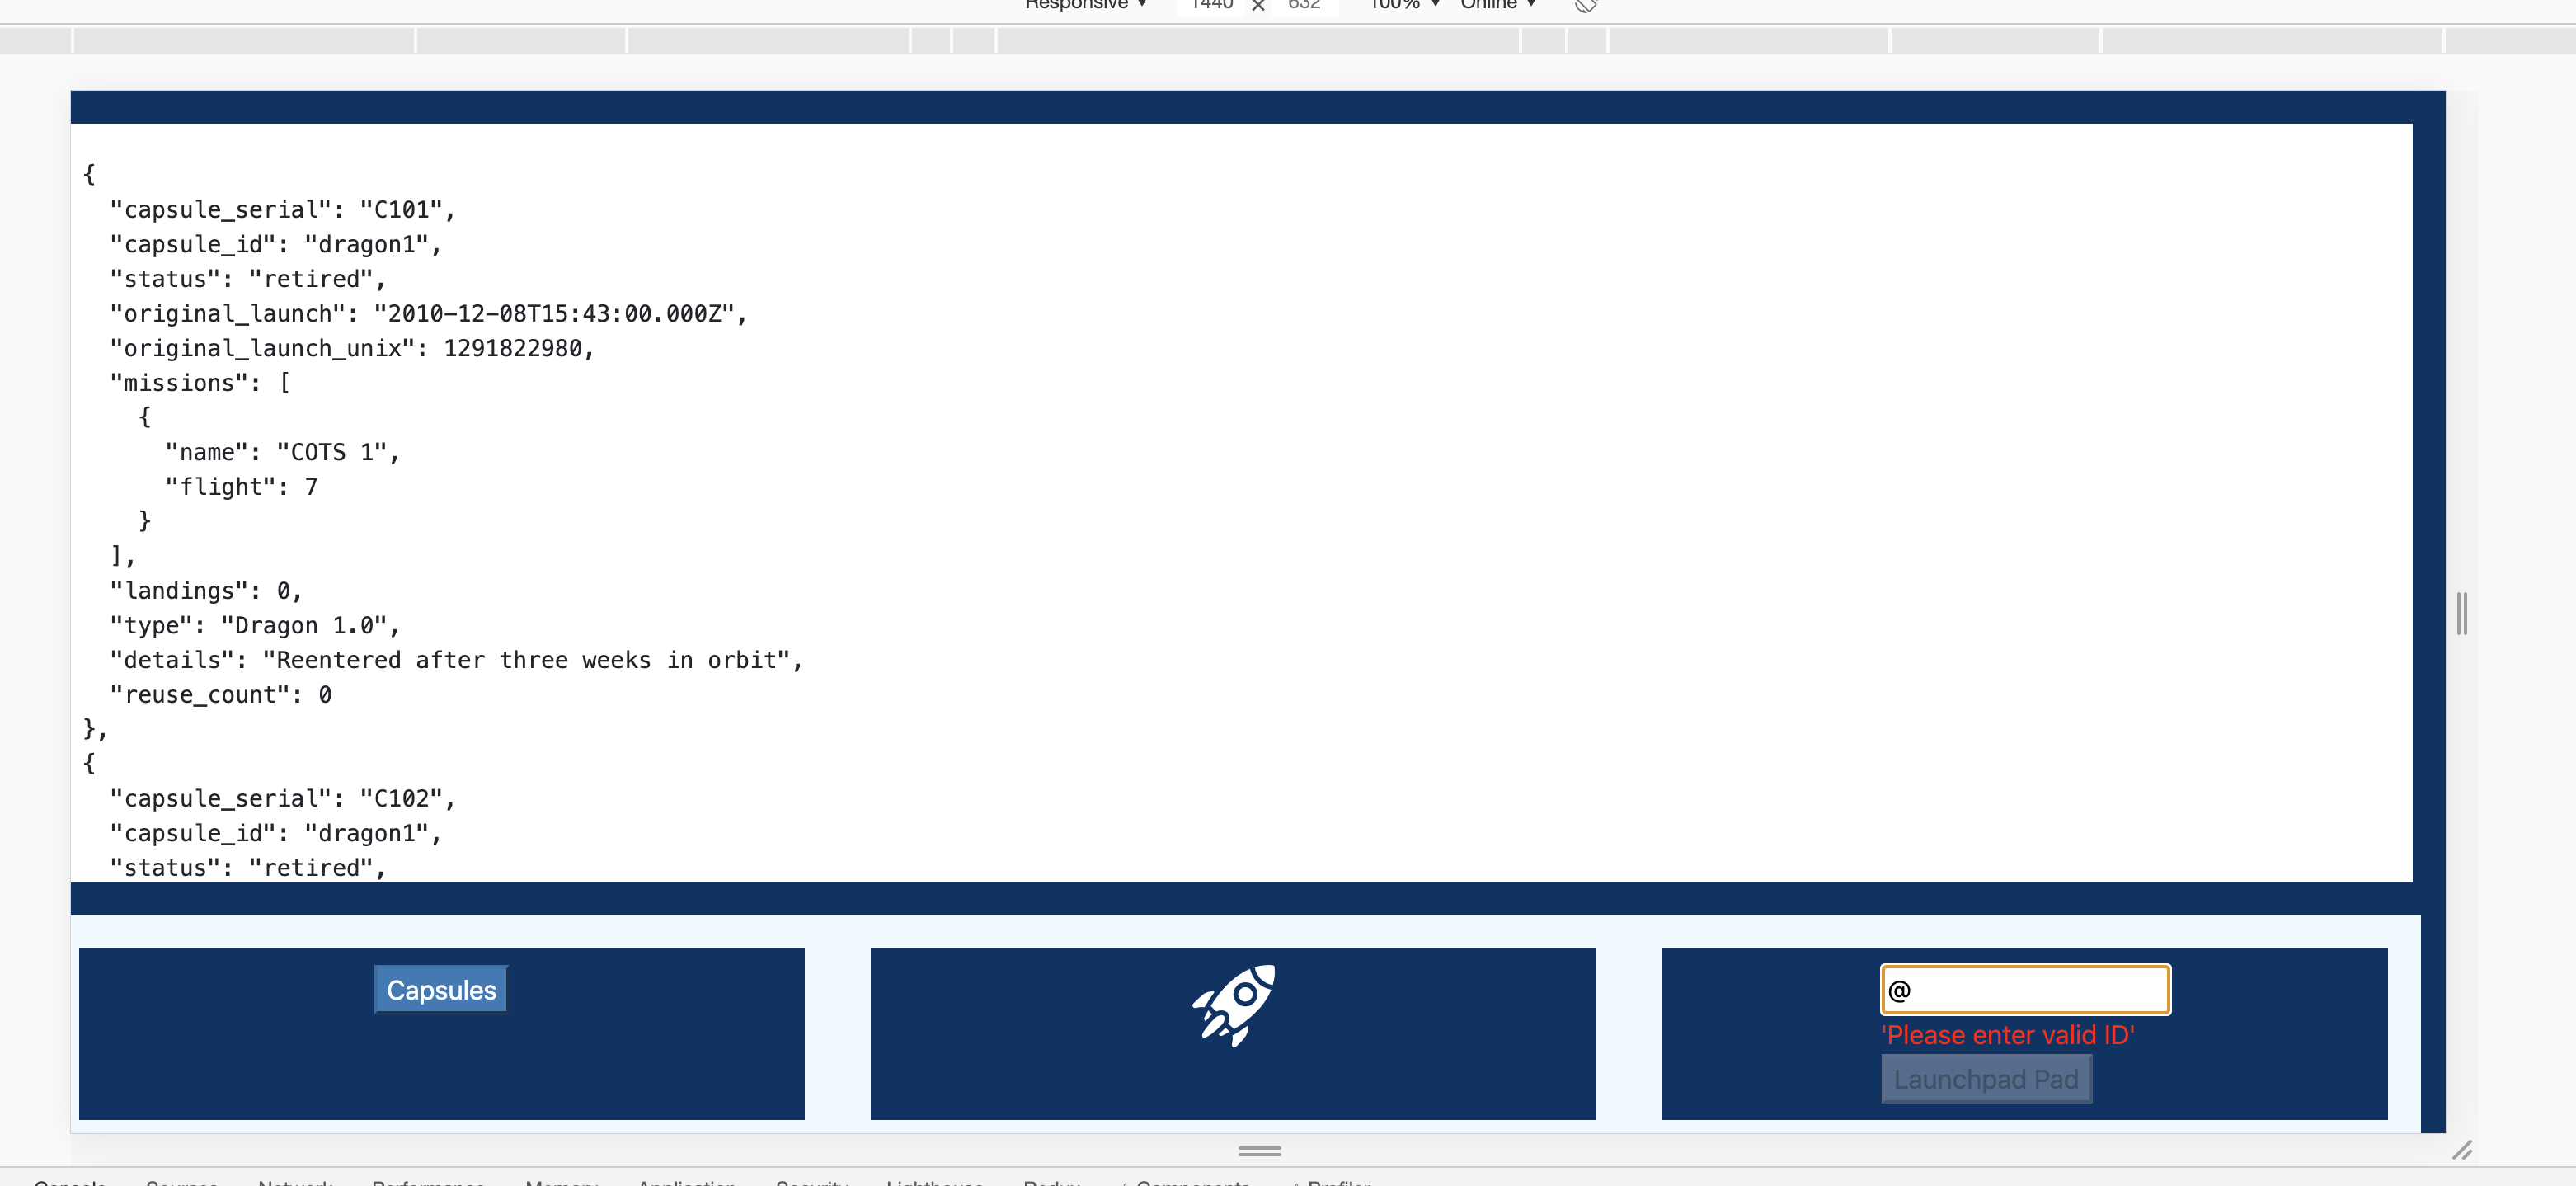 Responsive ▼ 1440 × 632 100% ▼ Online ▼
{
  "capsule_serial": "C101",
  "capsule_id": "dragon1",
  "status": "retired",
  "original_launch": "2010-12-08T15:43:00.000Z",
  "original_launch_unix": 1291822980,
  "missions": [
    {
      "name": "COTS 1",
      "flight": 7
    }
  ],
  "landings": 0,
  "type": "Dragon 1.0",
  "details": "Reentered after three weeks in orbit",
  "reuse_count": 0
},
{
  "capsule_serial": "C102",
  "capsule_id": "dragon1",
  "status": "retired",
Capsules
@
'Please enter valid ID'
Launchpad Pad
Console Sources Network Performance Memory Application Security Lighthouse Redux Components Profiler